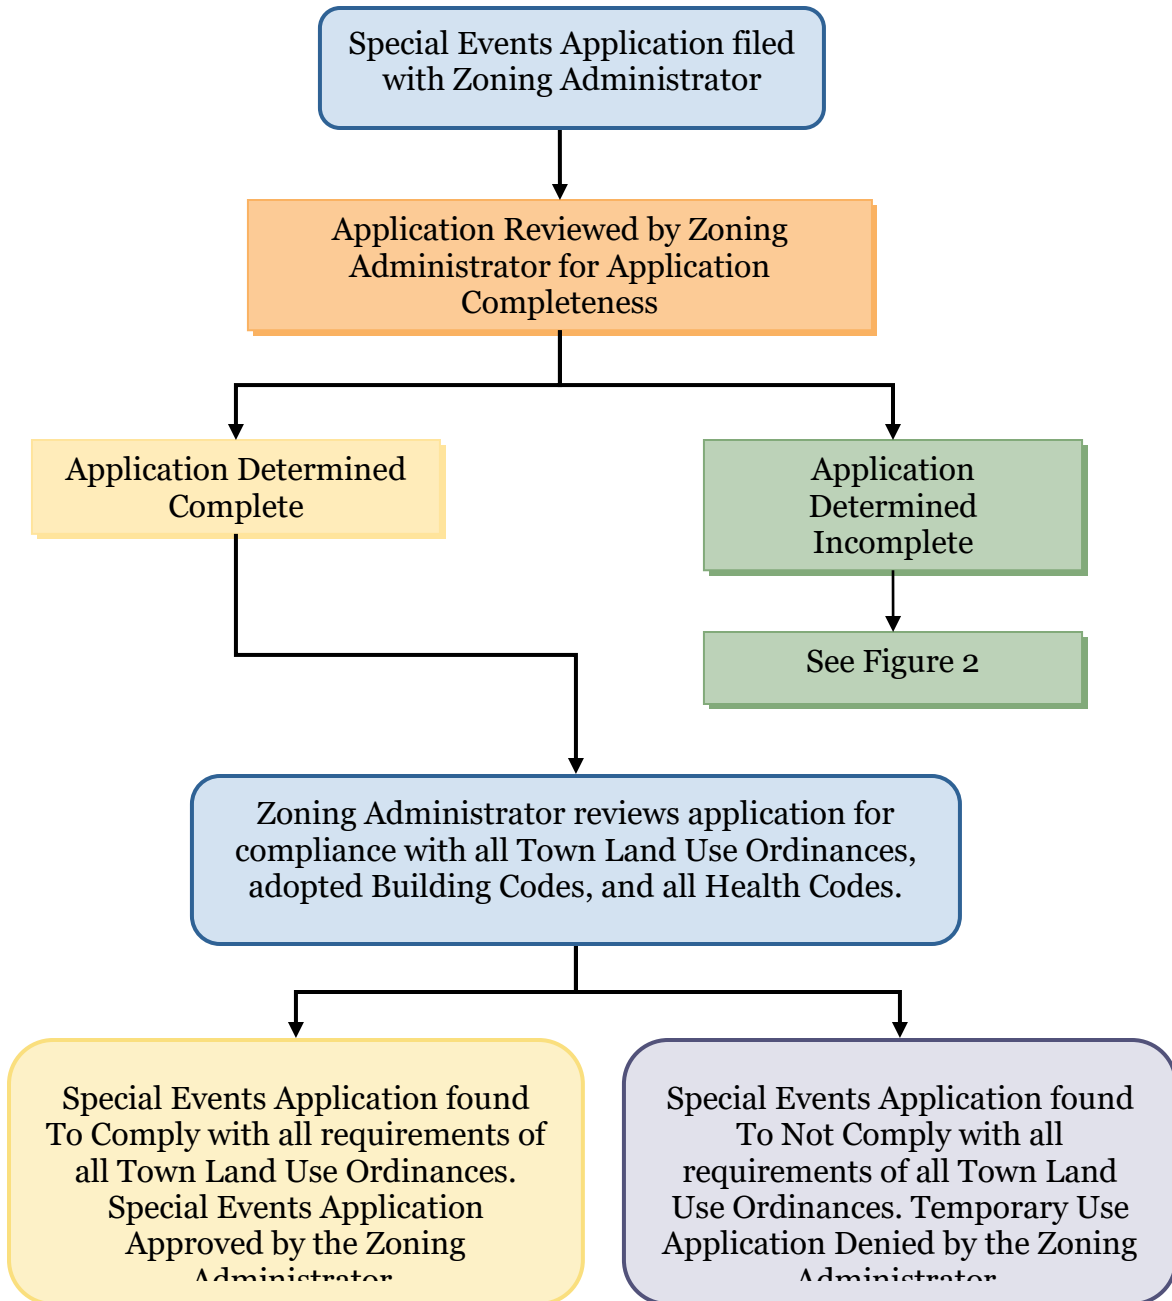 Special Events Application filed
with Zoning Administrator
Application Reviewed by Zoning
Administrator for Application
Completeness
Application Determined
Complete
Application
Determined
Incomplete
See Figure 2
Zoning Administrator reviews application for
compliance with all Town Land Use Ordinances,
adopted Building Codes, and all Health Codes.
Special Events Application found
To Comply with all requirements of
all Town Land Use Ordinances.
Special Events Application
Approved by the Zoning
Administrator
Special Events Application found
To Not Comply with all
requirements of all Town Land
Use Ordinances. Temporary Use
Application Denied by the Zoning
Administrator